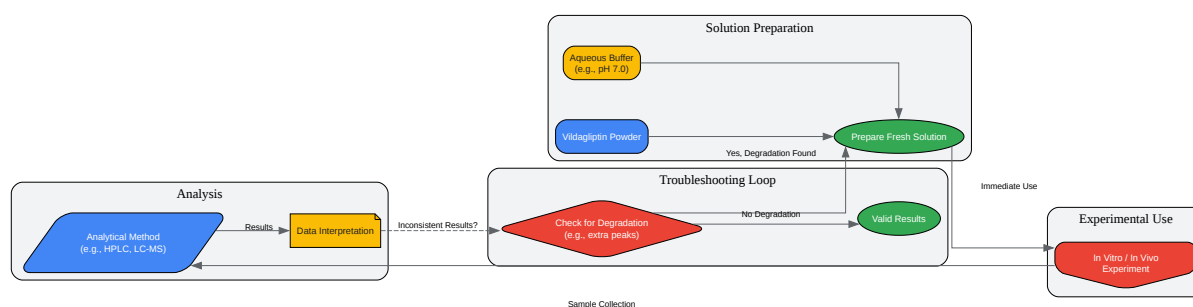 Solution Preparation
Aqueous Buffer
(e.g., pH 7.0)
Vildagliptin Powder
Prepare Fresh Solution
Yes, Degradation Found
Immediate Use
Troubleshooting Loop
Check for Degradation
(e.g., extra peaks)
No Degradation
Valid Results
Analysis
Analytical Method
(e.g., HPLC, LC-MS)
Results
Data Interpretation
Inconsistent Results?
Experimental Use
In Vitro / In Vivo
Experiment
Sample Collection